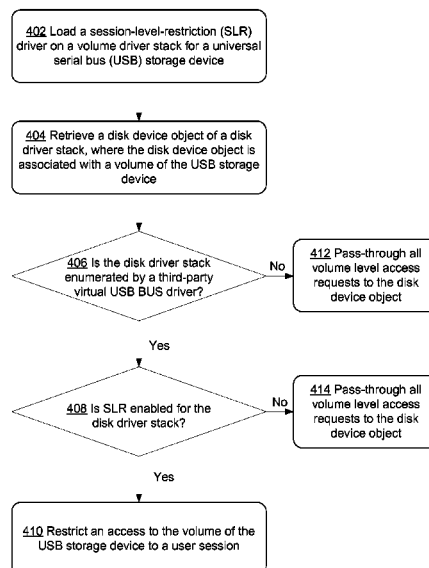 402 Load a session-level-restriction (SLR)
driver on a volume driver stack for a universal
serial bus (USB) storage device
404 Retrieve a disk device object of a disk
driver stack, where the disk device object is
associated with a volume of the USB storage
device
406 Is the disk driver stack
enumerated by a third-party
virtual USB BUS driver?
No
412 Pass-through all
volume level access
requests to the disk
device object
Yes
408 Is SLR enabled for the
disk driver stack?
No
414 Pass-through all
volume level access
requests to the disk
device object
Yes
410 Restrict an access to the volume of the
USB storage device to a user session